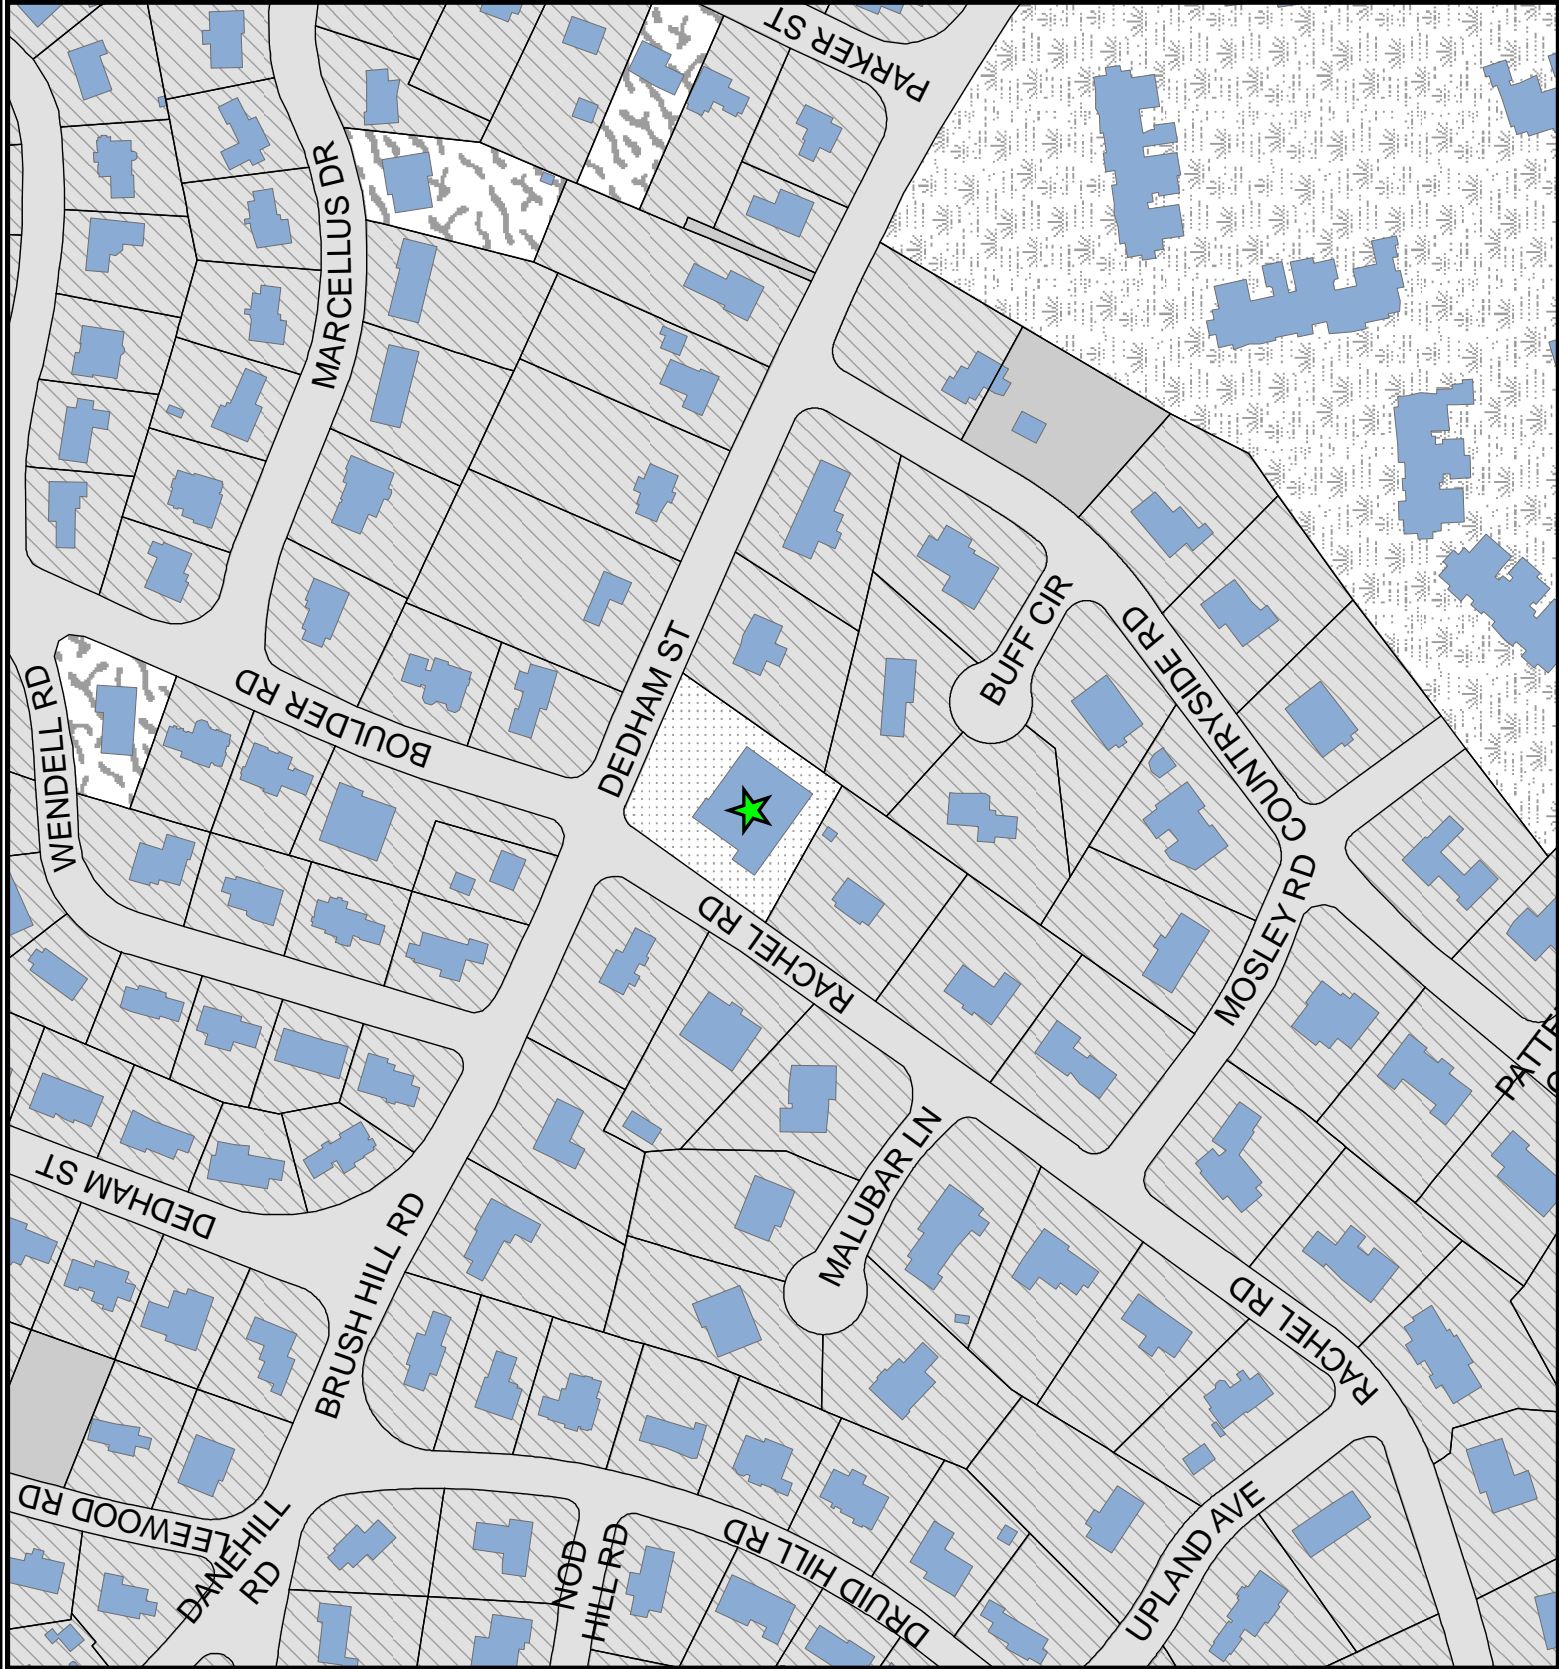 PARKER ST
MARCELLUS DR
BUFF CIR
COUNTRYSIDE RD
DEDHAM ST
BOULDER RD
WENDELL RD
MOSLEY RD
RACHEL RD
PATTE
MALUBAR LN
DEDHAM ST
BRUSH HILL RD
RACHEL RD
LEEWOOD RD
DANEHILL
RD
NOD
HILL RD
DRUID HILL RD
UPLAND AVE